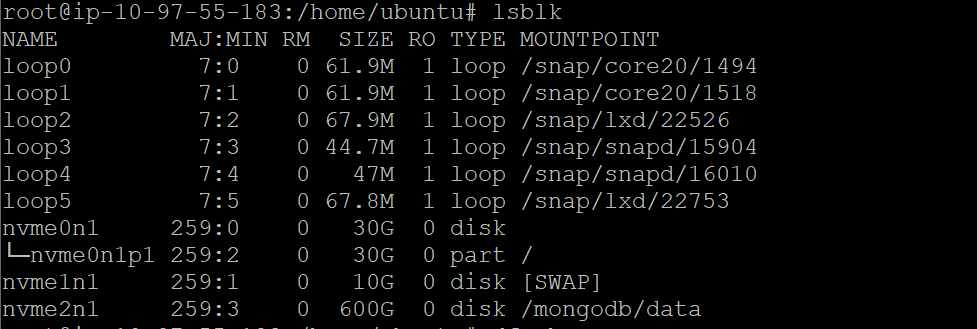 root@ip-10-97-55-183:/home/ubuntu# lsblk
NAME        MAJ:MIN RM   SIZE RO TYPE MOUNTPOINT
loop0         7:0    0  61.9M  1 loop /snap/core20/1494
loop1         7:1    0  61.9M  1 loop /snap/core20/1518
loop2         7:2    0  67.9M  1 loop /snap/lxd/22526
loop3         7:3    0  44.7M  1 loop /snap/snapd/15904
loop4         7:4    0    47M  1 loop /snap/snapd/16010
loop5         7:5    0  67.8M  1 loop /snap/lxd/22753
nvme0n1     259:0    0    30G  0 disk
└─nvme0n1p1 259:2    0    30G  0 part /
nvme1n1     259:1    0    10G  0 disk [SWAP]
nvme2n1     259:3    0   600G  0 disk /mongodb/data